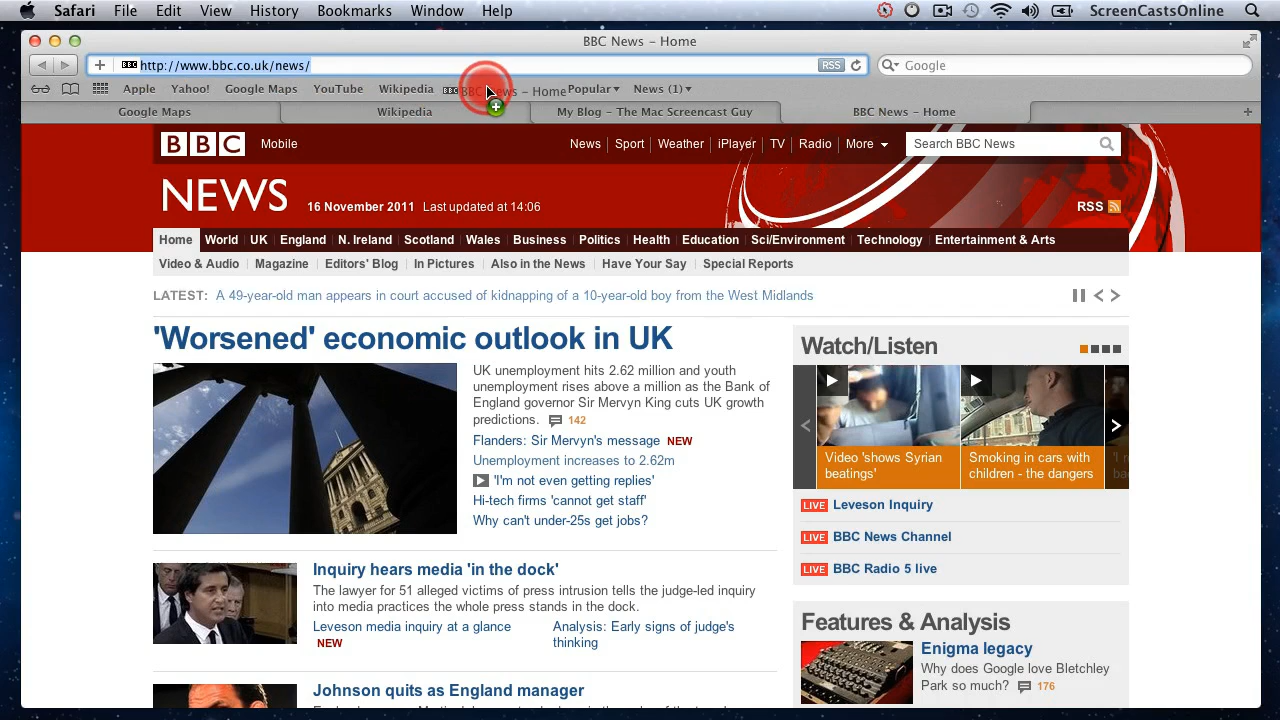 Safari File Edit View History Bookmarks Window Help ScreenCastsOnline
BBC News – Home
BBC http://www.bbc.co.uk/news/ RSS Google
Apple Yahoo! Google Maps YouTube Wikipedia BBC News – Home Popular News (1)
Google Maps Wikipedia My Blog – The Mac Screencast Guy BBC News – Home
BBC Mobile News Sport Weather iPlayer TV Radio More Search BBC News
NEWS 16 November 2011 Last updated at 14:06 RSS
Home World UK England N. Ireland Scotland Wales Business Politics Health Education Sci/Environment Technology Entertainment & Arts
Video & Audio Magazine Editors' Blog In Pictures Also in the News Have Your Say Special Reports
LATEST: A 49-year-old man appears in court accused of kidnapping of a 10-year-old boy from the West Midlands
'Worsened' economic outlook in UK
UK unemployment hits 2.62 million and youth
unemployment rises above a million as the Bank of
England governor Sir Mervyn King cuts UK growth
predictions. 142
Flanders: Sir Mervyn's message NEW
Unemployment increases to 2.62m
'I'm not even getting replies'
Hi-tech firms 'cannot get staff'
Why can't under-25s get jobs?
Inquiry hears media 'in the dock'
The lawyer for 51 alleged victims of press intrusion tells the judge-led inquiry
into media practices the whole press stands in the dock.
Leveson media inquiry at a glance
NEW
Analysis: Early signs of judge's
thinking
Johnson quits as England manager
Watch/Listen
Video 'shows Syrian
beatings'
Smoking in cars with
children - the dangers
LIVE Leveson Inquiry
LIVE BBC News Channel
LIVE BBC Radio 5 live
Features & Analysis
Enigma legacy
Why does Google love Bletchley
Park so much? 176